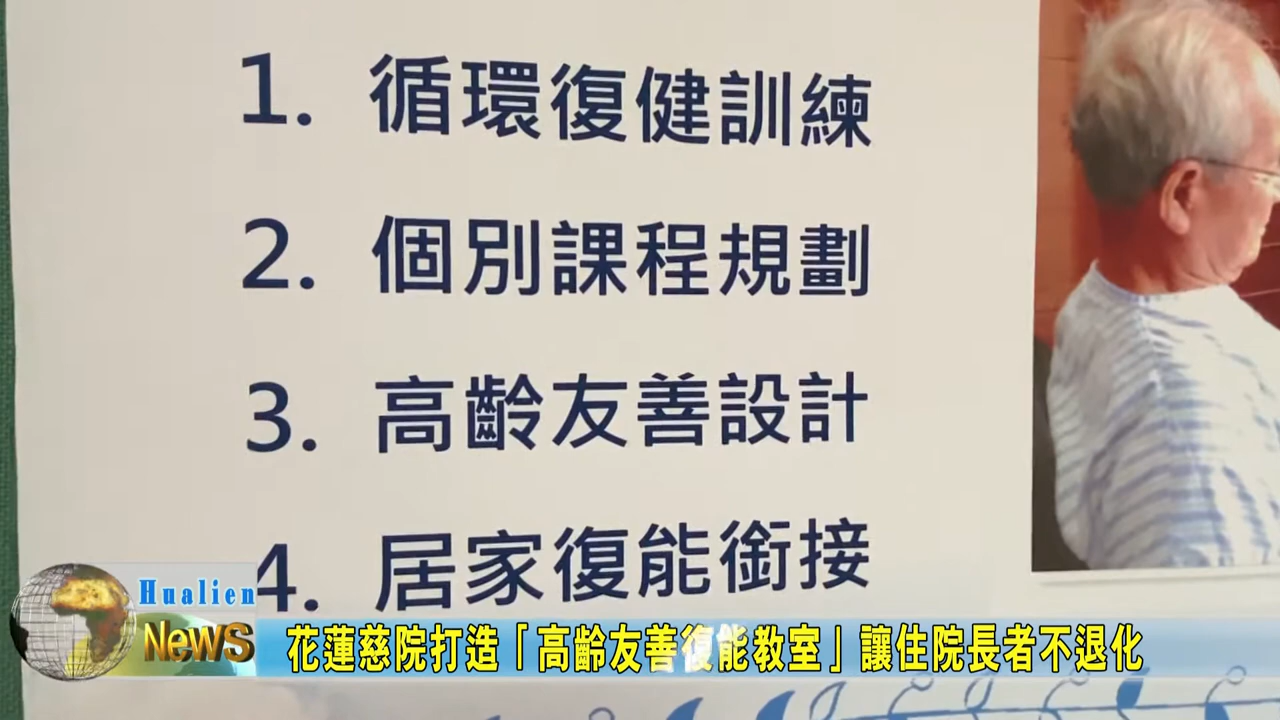 1. 循環復健訓練
2. 個別課程規劃
3. 高齡友善設計
4. 居家復能銜接
Hualien
NewS
花蓮慈院打造「高齡友善復能教室」讓住院長者不退化